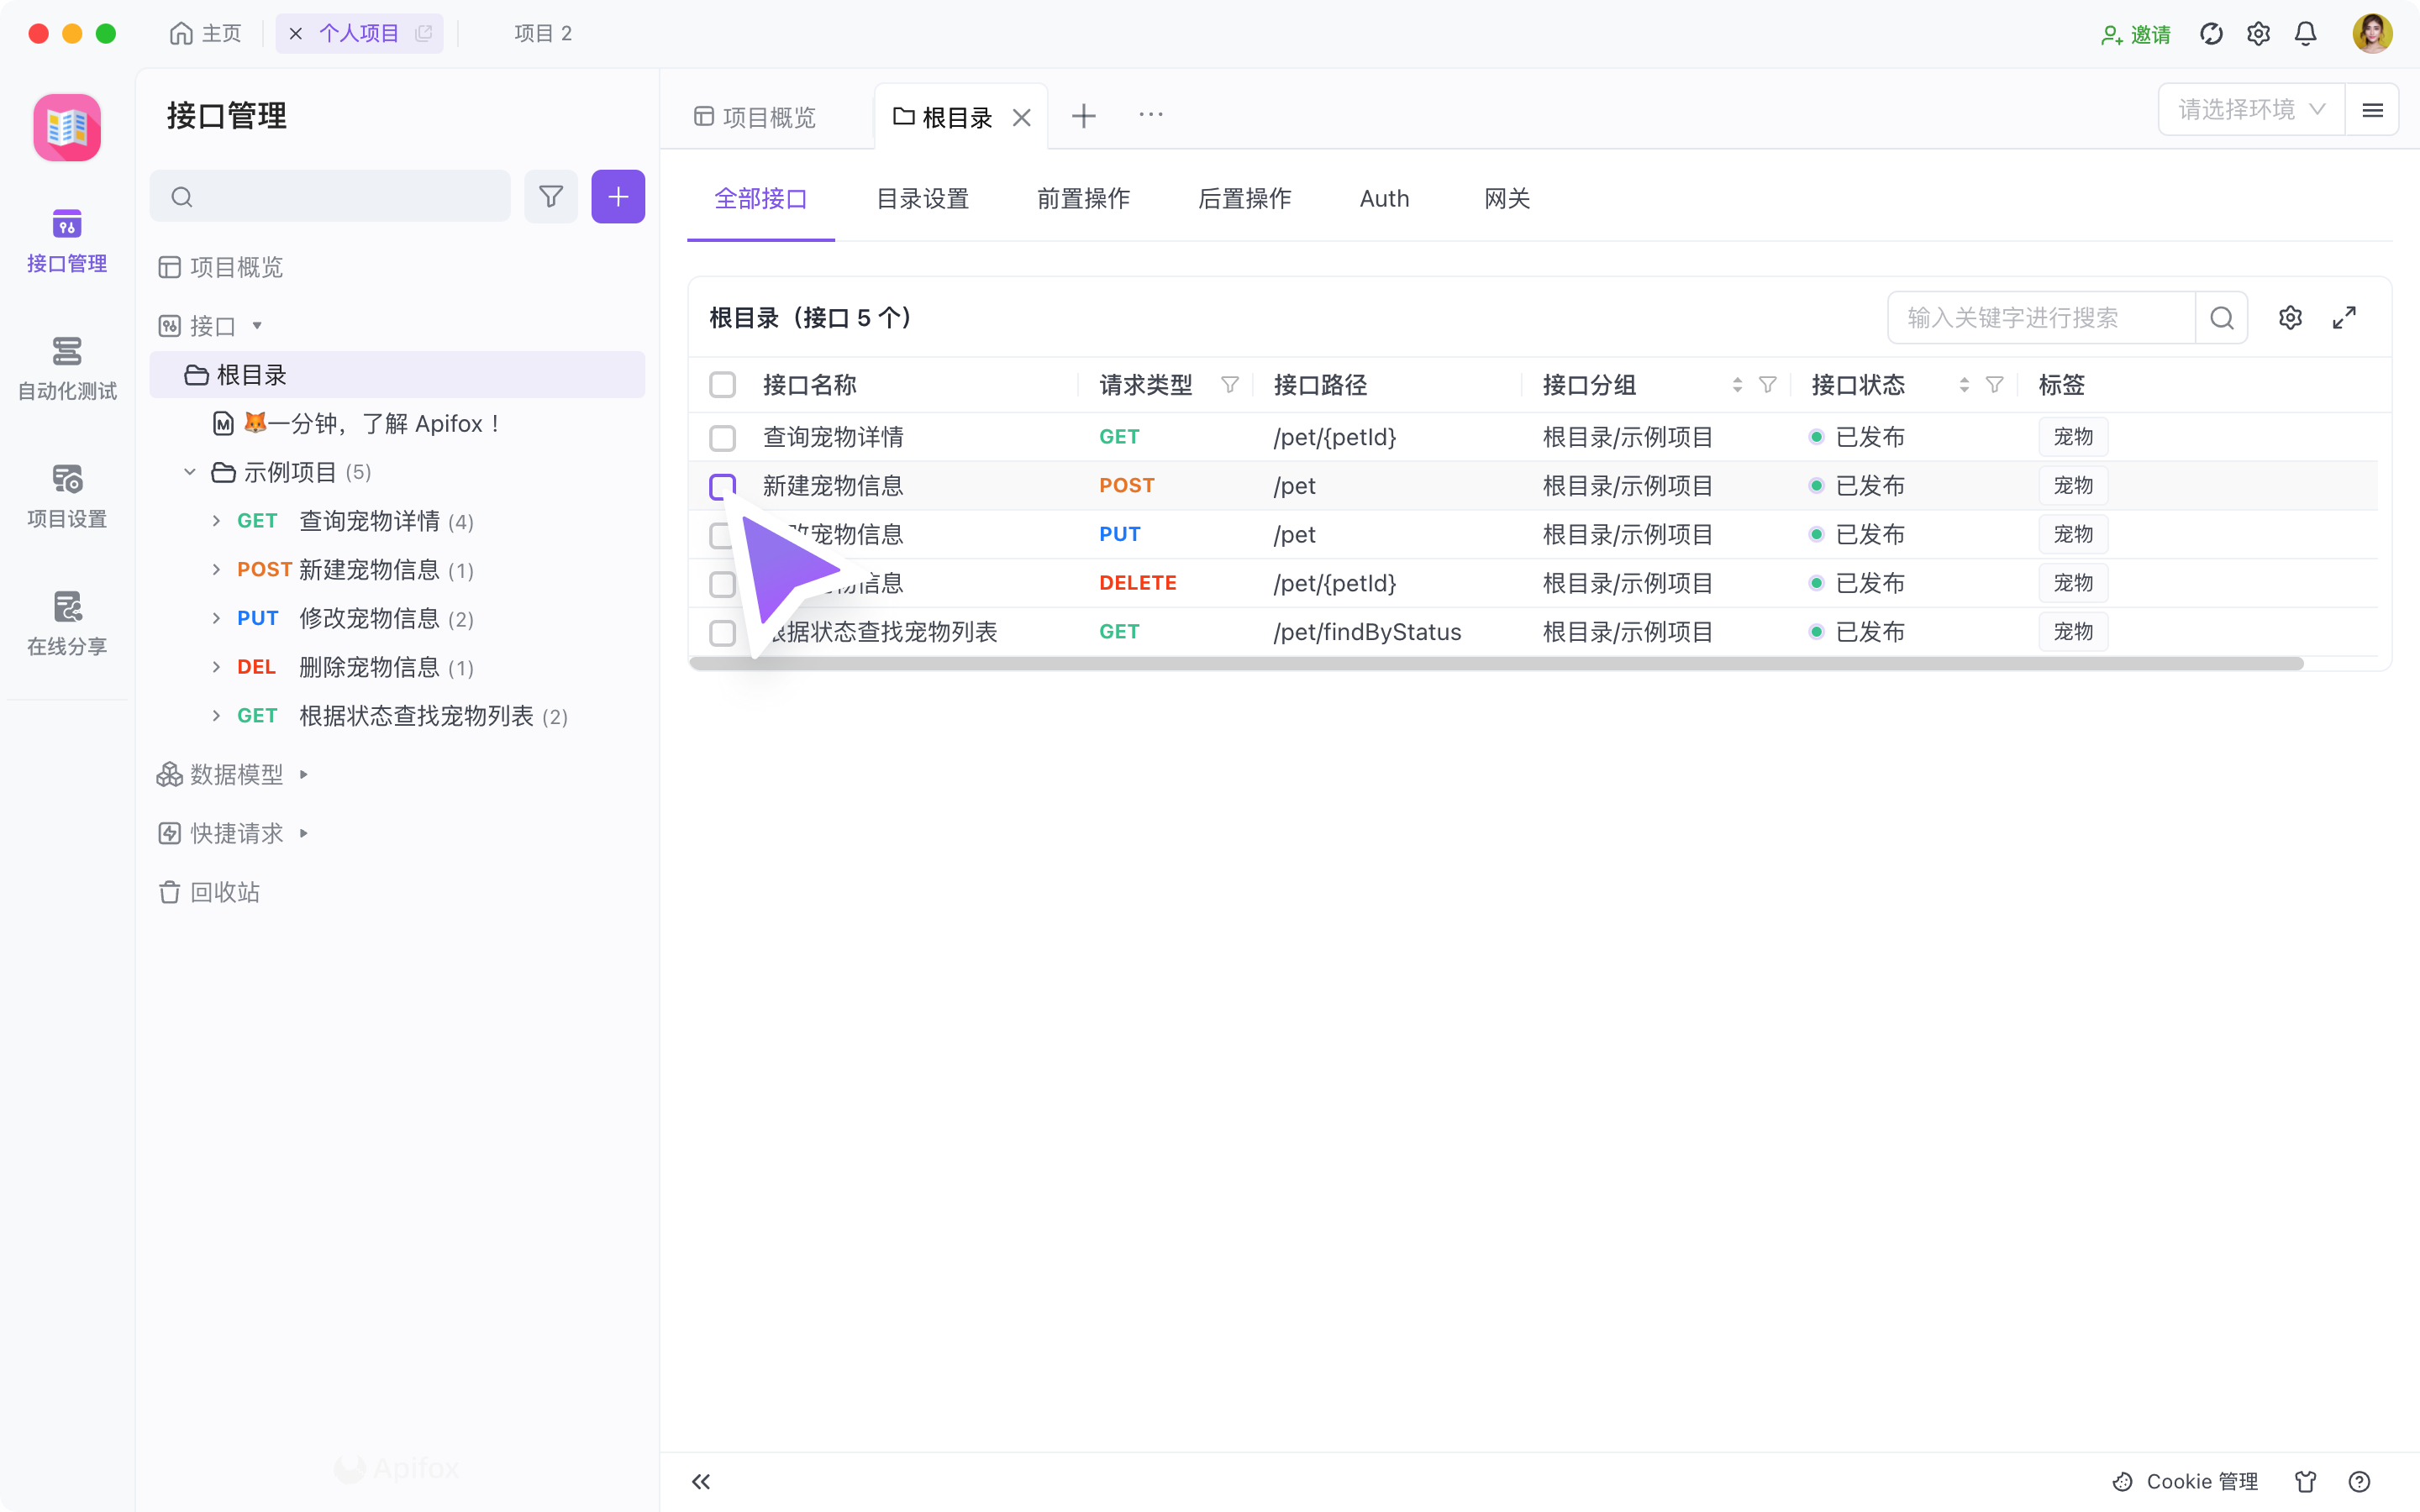 主页
个人项目
项目 2
邀请
接口管理
自动化测试
项目设置
在线分享
接口管理
项目概览
接口
根目录
一分钟，了解 Apifox！
示例项目 (5)
GET 查询宠物详情 (4)
POST 新建宠物信息 (1)
PUT 修改宠物信息 (2)
DEL 删除宠物信息 (1)
GET 根据状态查找宠物列表 (2)
数据模型
快捷请求
回收站
Apifox
项目概览
根目录
请选择环境
全部接口 目录设置 前置操作 后置操作 Auth 网关
根目录（接口 5 个）
输入关键字进行搜索
接口名称 请求类型 接口路径 接口分组 接口状态 标签
查询宠物详情 GET /pet/{petId} 根目录/示例项目 已发布 宠物
新建宠物信息 POST /pet 根目录/示例项目 已发布 宠物
改宠物信息 PUT /pet 根目录/示例项目 已发布 宠物
信息 DELETE /pet/{petId} 根目录/示例项目 已发布 宠物
据状态查找宠物列表 GET /pet/findByStatus 根目录/示例项目 已发布 宠物
Cookie 管理